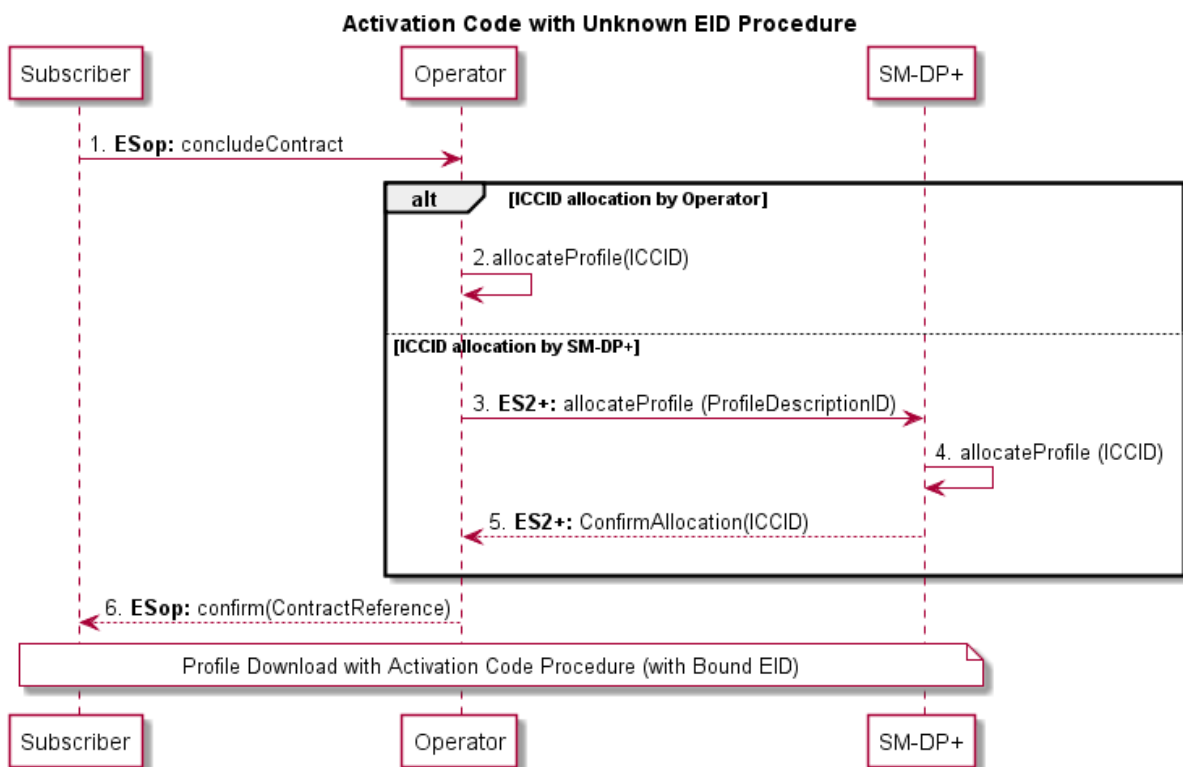 Activation Code with Unknown EID Procedure
Subscriber
Operator
SM-DP+
1. ESop: concludeContract
alt
[ICCID allocation by Operator]
2.allocateProfile(ICCID)
[ICCID allocation by SM-DP+]
3. ES2+: allocateProfile (ProfileDescriptionID)
4. allocateProfile (ICCID)
5. ES2+: ConfirmAllocation(ICCID)
6. ESop: confirm(ContractReference)
Profile Download with Activation Code Procedure (with Bound EID)
Subscriber
Operator
SM-DP+